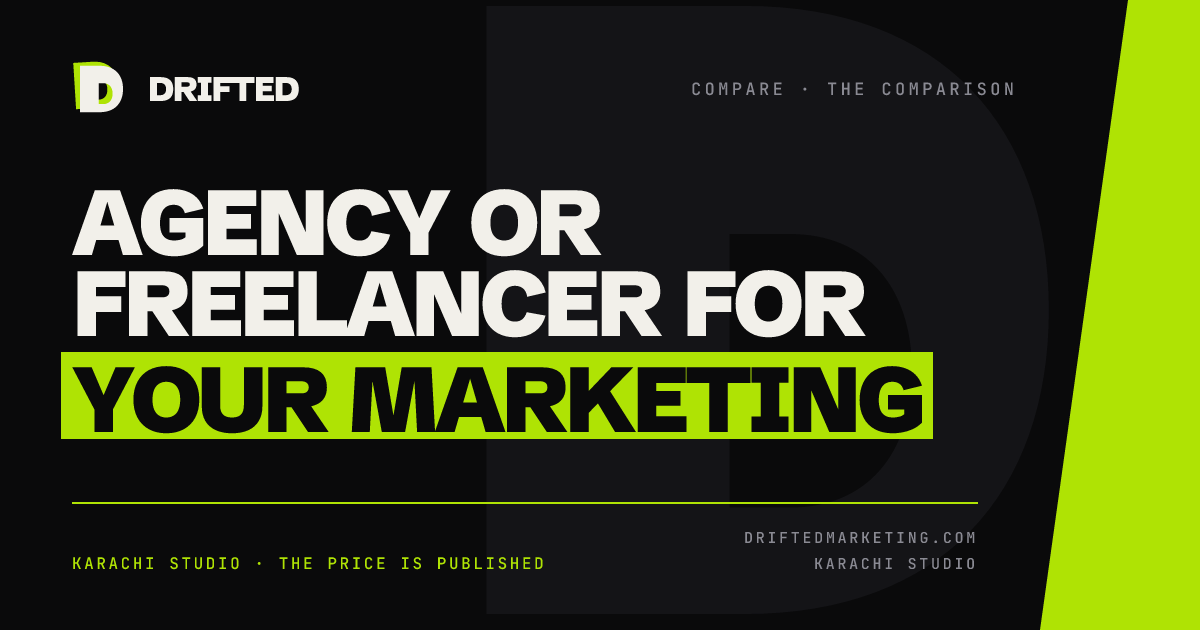 DRIFTED
COMPARE · THE COMPARISON
AGENCY OR
FREELANCER FOR
YOUR MARKETING
DRIFTEDMARKETING.COM
KARACHI STUDIO · THE PRICE IS PUBLISHED
KARACHI STUDIO